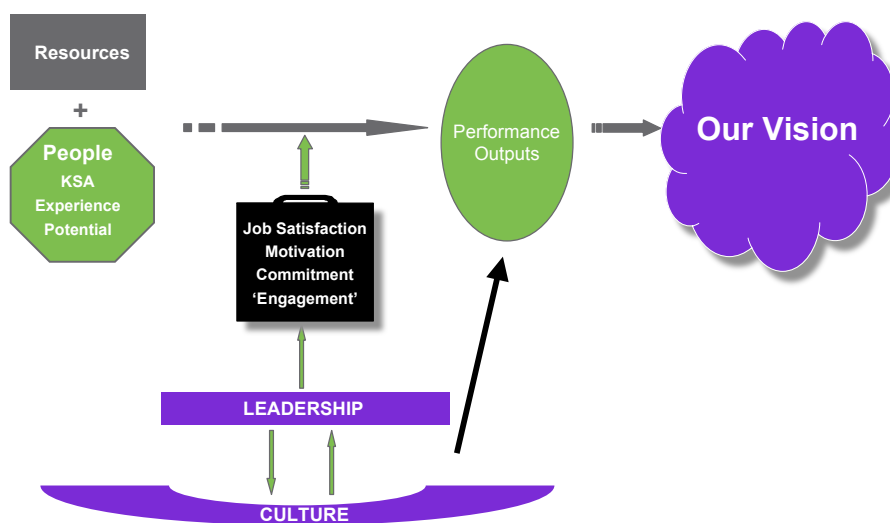 Resources
+
People
KSA
Experience
Potential
Job Satisfaction
Motivation
Commitment
‘Engagement’
LEADERSHIP
CULTURE
Performance
Outputs
Our Vision